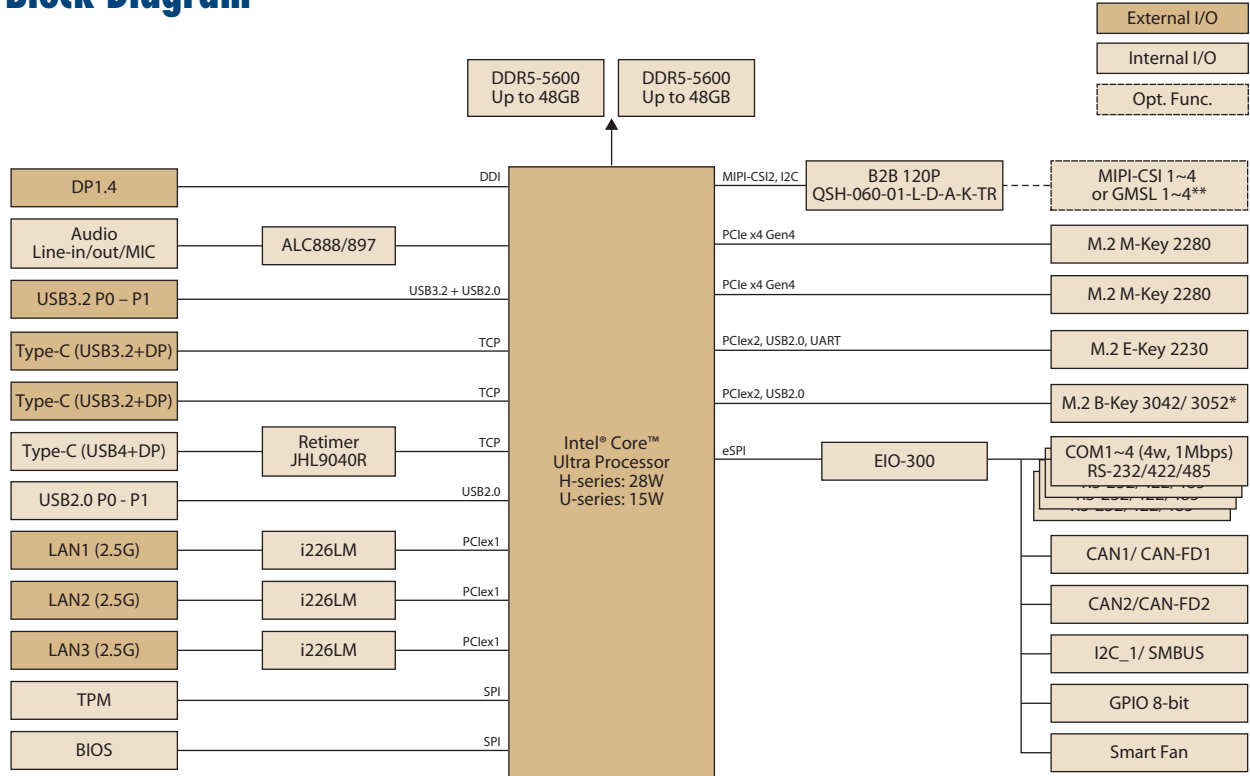 Block Diagram
External I/O
Internal I/O
Opt. Func.
DDR5-5600
Up to 48GB
DDR5-5600
Up to 48GB
DP1.4
DDI
Audio
Line-in/out/MIC
ALC888/897
USB3.2 P0 – P1
USB3.2 + USB2.0
Type-C (USB3.2+DP)
TCP
Type-C (USB3.2+DP)
TCP
Type-C (USB4+DP)
Retimer
JHL9040R
TCP
USB2.0 P0 - P1
USB2.0
LAN1 (2.5G)
i226LM
PCIex1
LAN2 (2.5G)
i226LM
PCIex1
LAN3 (2.5G)
i226LM
PCIex1
TPM
SPI
BIOS
SPI
Intel® Core™
Ultra Processor
H-series: 28W
U-series: 15W
MIPI-CSI2, I2C
B2B 120P
QSH-060-01-L-D-A-K-TR
MIPI-CSI 1~4
or GMSL 1~4**
PCIe x4 Gen4
M.2 M-Key 2280
PCIe x4 Gen4
M.2 M-Key 2280
PCIex2, USB2.0, UART
M.2 E-Key 2230
PCIex2, USB2.0
M.2 B-Key 3042/ 3052*
eSPI
EIO-300
COM1~4 (4w, 1Mbps)
RS-232/422/485
CAN1/ CAN-FD1
CAN2/CAN-FD2
I2C_1/ SMBUS
GPIO 8-bit
Smart Fan